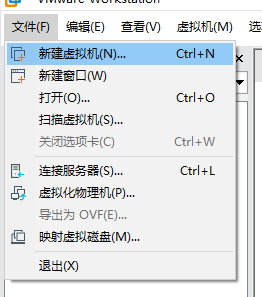 VMware Workstation
文件(F) 编辑(E) 查看(V) 虚拟机(M)
新建虚拟机(N)... Ctrl+N
新建窗口(W)
打开(O)... Ctrl+O
扫描虚拟机(S)...
关闭选项卡(C) Ctrl+W
连接服务器(S)... Ctrl+L
虚拟化物理机(P)...
导出为 OVF(E)...
映射虚拟磁盘(M)...
退出(X)